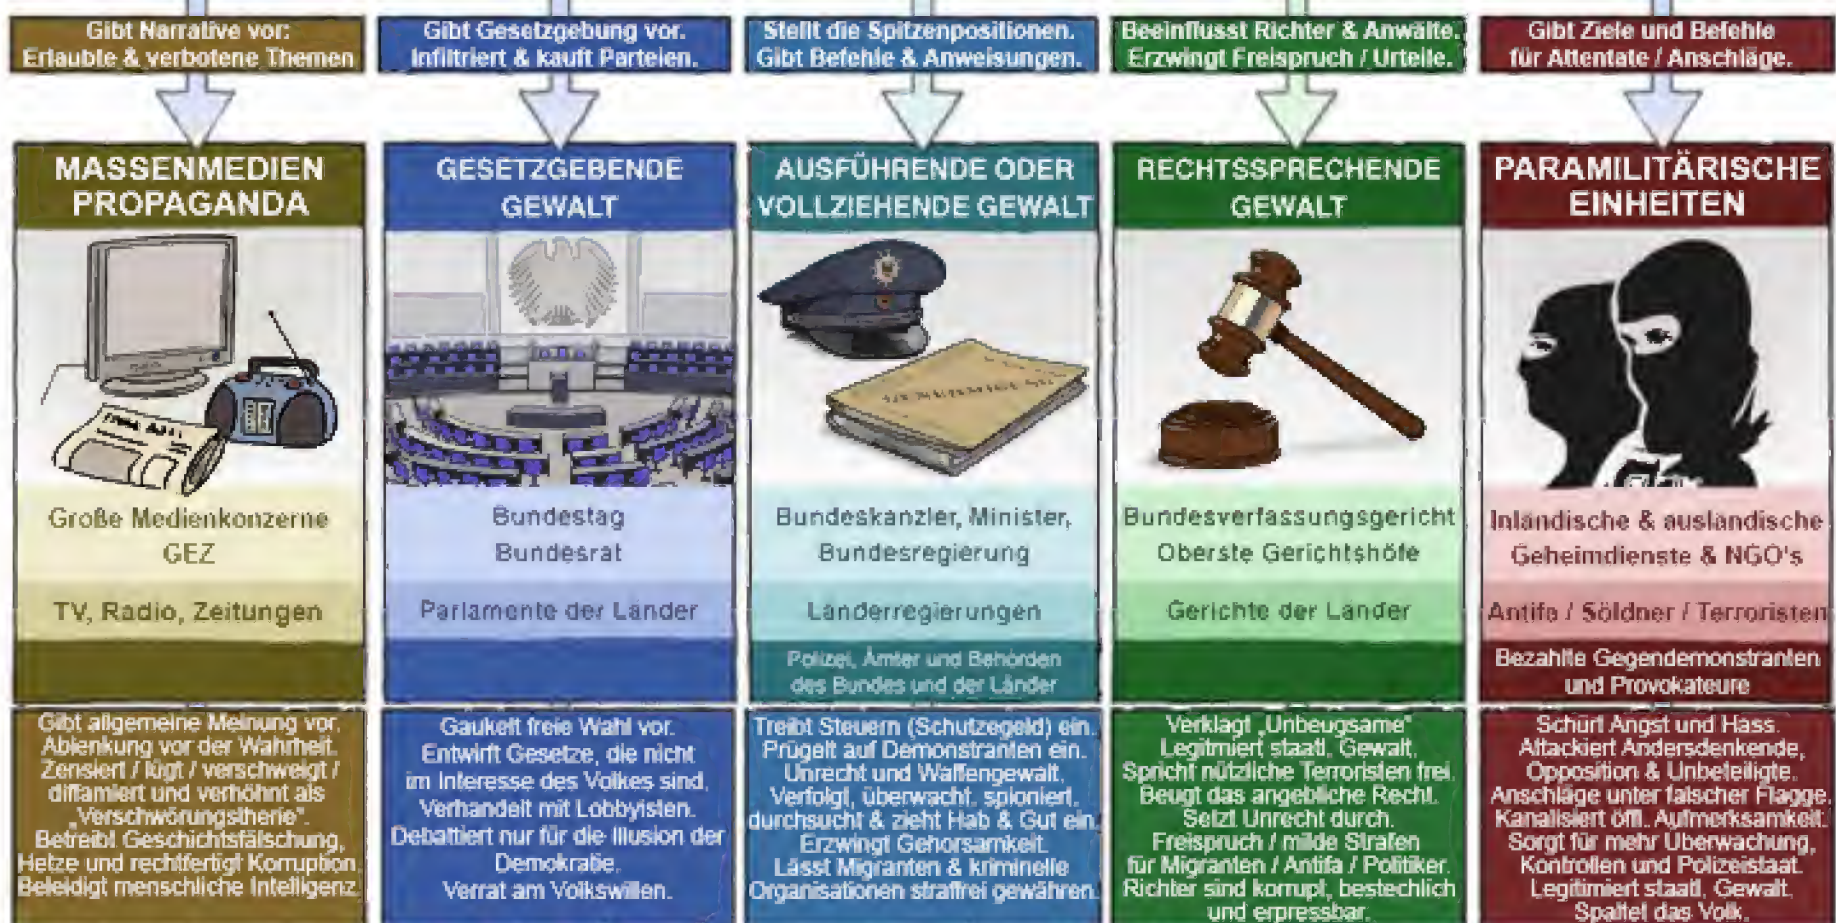 Gibt Narrative vor:
Erlaubte & verbotene Themen
Gibt Gesetzgebung vor.
Infiltriert & kauft Parteien.
Stellt die Spitzenpositionen.
Gibt Befehle & Anweisungen.
Beeinflusst Richter & Anwälte.
Erzwingt Freispruch / Urteile.
Gibt Ziele und Befehle
für Attentate / Anschläge.
MASSENMEDIEN
PROPAGANDA
Große Medienkonzerne
GEZ
TV, Radio, Zeitungen
Gibt allgemeine Meinung vor.
Ablenkung vor der Wahrheit.
Zensiert / lügt / verschweigt /
diffamiert und verhöhnt als
„Verschwörungstherie".
Betreibt Geschichtsfälschung,
Hetze und rechtfertigt Korruption.
Beleidigt menschliche Intelligenz.
GESETZGEBENDE
GEWALT
Bundestag
Bundesrat
Parlamente der Länder
Gaukelt freie Wahl vor.
Entwirft Gesetze, die nicht
im Interesse des Volkes sind.
Verhandelt mit Lobbyisten.
Debattiert nur für die Illusion der
Demokratie.
Verrat am Volkswillen.
AUSFÜHRENDE ODER
VOLLZIEHENDE GEWALT
Bundeskanzler, Minister,
Bundesregierung
Länderregierungen
Polizei, Ämter und Behörden
des Bundes und der Länder
Treibt Steuern (Schutzegeld) ein.
Prügelt auf Demonstranten ein.
Unrecht und Waffengewalt,
Verfolgt, überwacht, spioniert,
durchsucht & zieht Hab & Gut ein.
Erzwingt Gehorsamkeit.
Lässt Migranten & kriminelle
Organisationen straffrei gewähren.
RECHTSSPRECHENDE
GEWALT
Bundesverfassungsgericht
Oberste Gerichtshöfe
Gerichte der Länder
Verklagt „Unbeugsame"
Legitmiert staatl. Gewalt.
Spricht nützliche Terroristen frei.
Beugt das angebliche Recht.
Setzt Unrecht durch.
Freispruch / milde Strafen
für Migranten / Antifa / Politiker.
Richter sind korrupt, bestechlich
und erpressbar.
PARAMILITÄRISCHE
EINHEITEN
Inländische & ausländische
Geheimdienste & NGO's
Antifa / Söldner / Terroristen
Bezahlte Gegendemonstranten
und Provokateure
Schürt Angst und Hass.
Attackiert Andersdenkende,
Opposition & Unbeteiligte.
Anschläge unter falscher Flagge.
Kanalisiert öffl. Aufmerksamkeit.
Sorgt für mehr Überwachung,
Kontrollen und Polizeistaat.
Legitimiert staatl. Gewalt.
Spaltet das Volk.